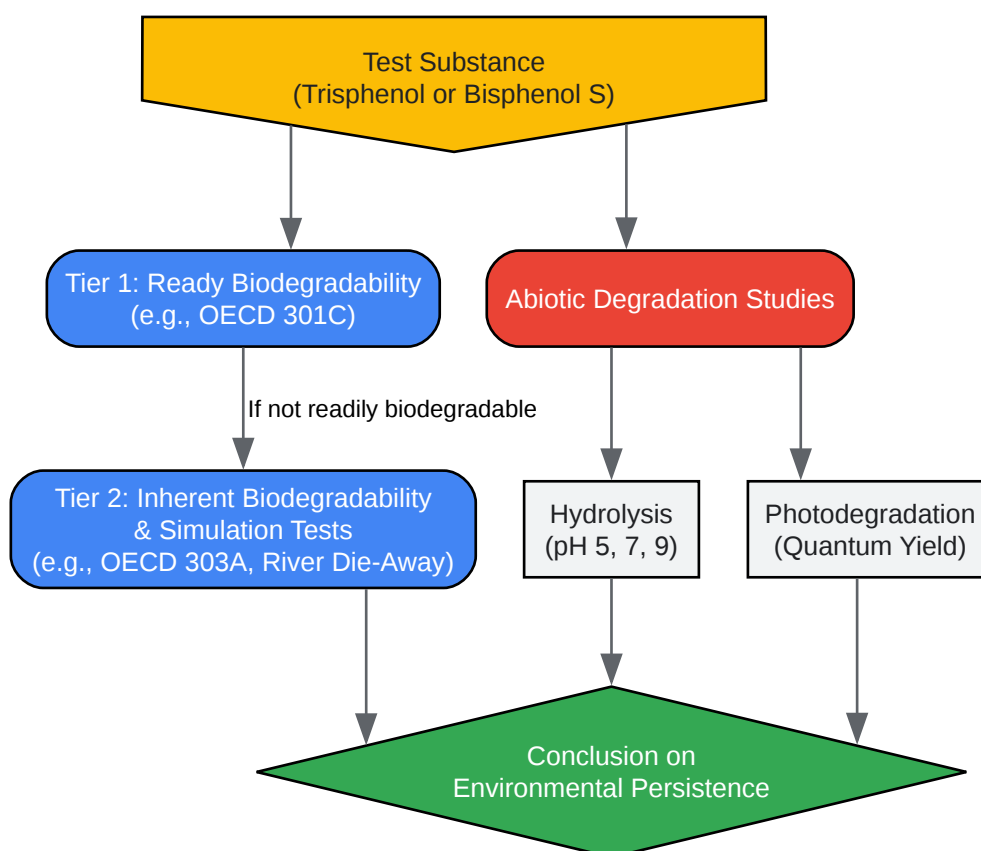 Test Substance
(Trisphenol or Bisphenol S)
Tier 1: Ready Biodegradability
(e.g., OECD 301C)
Abiotic Degradation Studies
If not readily biodegradable
Tier 2: Inherent Biodegradability
& Simulation Tests
(e.g., OECD 303A, River Die-Away)
Hydrolysis
(pH 5, 7, 9)
Photodegradation
(Quantum Yield)
Conclusion on
Environmental Persistence